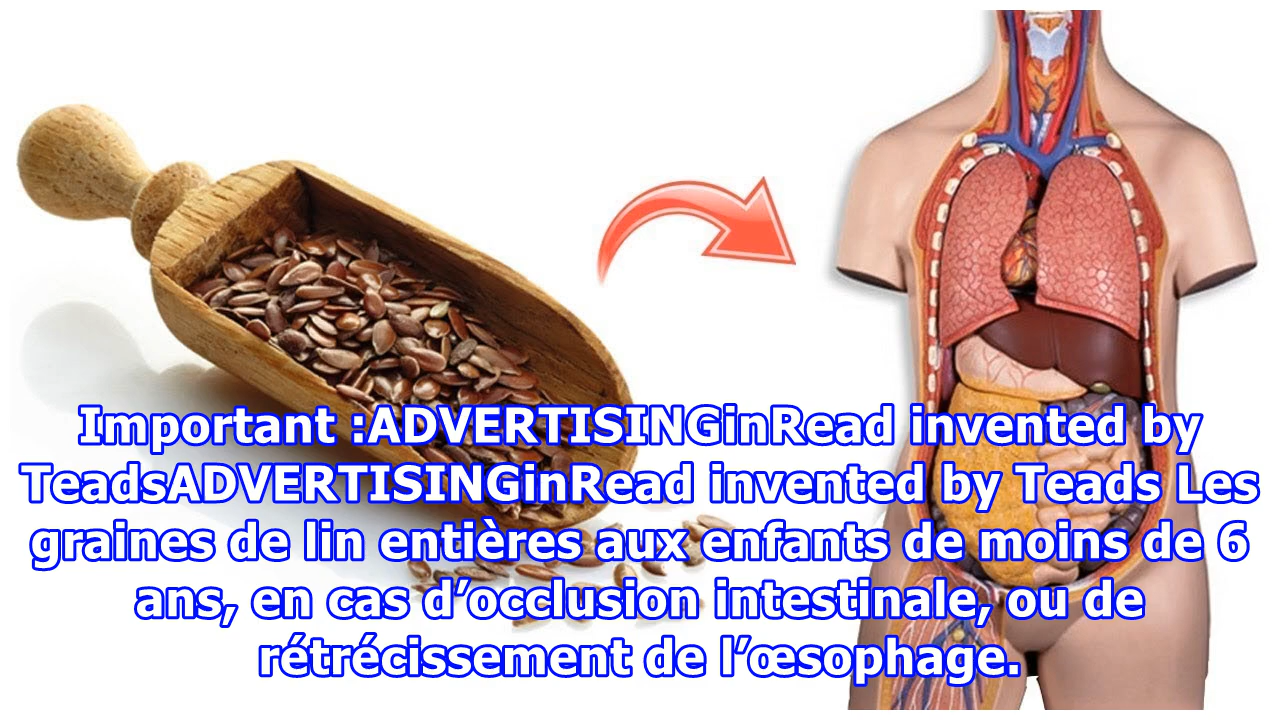 Important :ADVERTISINGinRead invented by
TeadsADVERTISINGinRead invented by Teads Les
graines de lin entières aux enfants de moins de 6
ans, en cas d’occlusion intestinale, ou de
rétrécissement de l’œsophage.